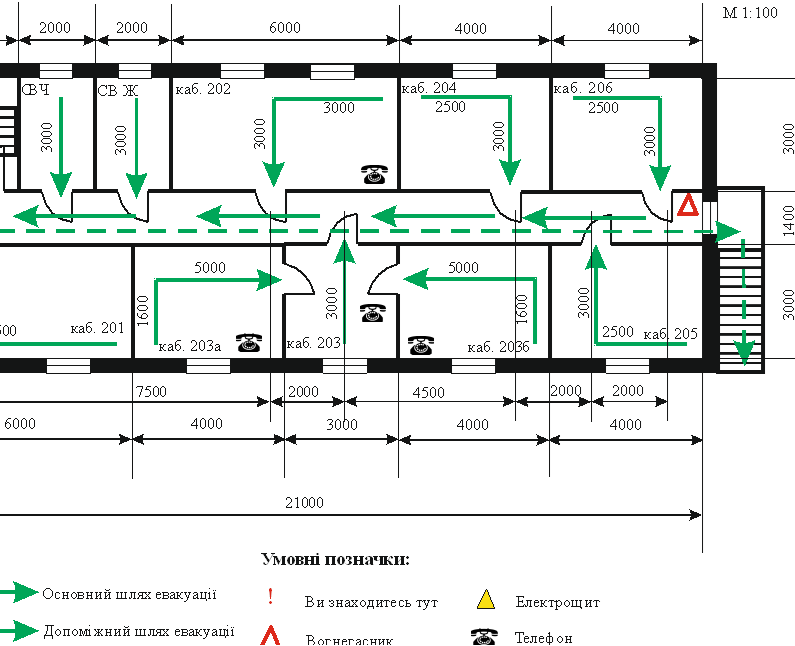 М 1: 100
2000 2000 6000 4000 4000
СВЧ СВ Ж каб. 202 каб. 204 каб. 206
3000 2500 2500
3000 3000 3000 3000 3000 3000
1400
5000 5000
1600 3000 1600 3000 3000
500 каб. 201 каб. 203а каб. 203 каб. 203б 2500 каб. 205
7500 2000 4500 2000 2000
6000 4000 3000 4000 4000
21000
Умовні позначки:
Основний шлях евакуації ! Ви знаходитесь тут Електрощит
Допоміжний шлях евакуації Вогнегасник Телефон